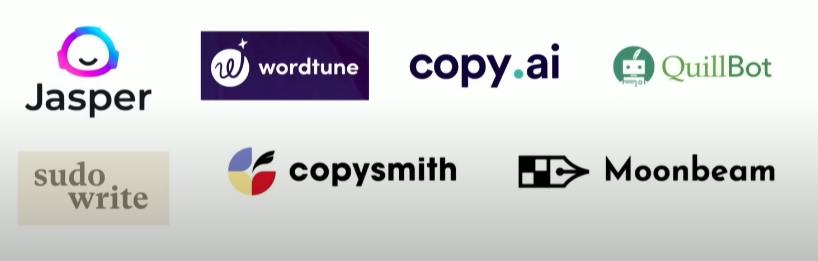 Jasper
wordtune
copy.ai
QuillBot
sudo
write
copysmith
Moonbeam